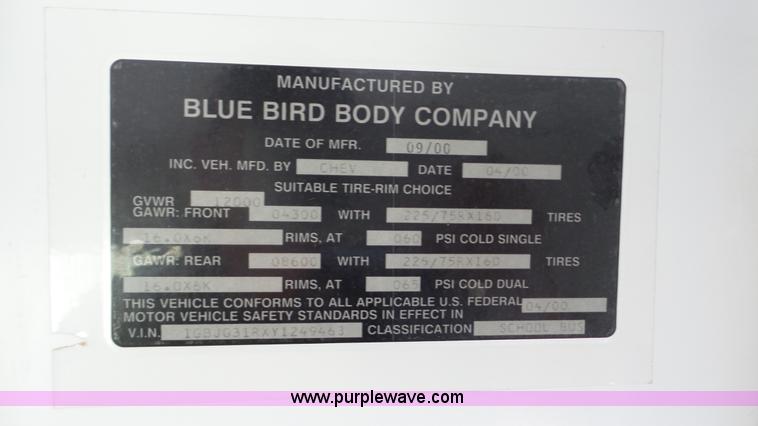 MANUFACTURED BY
BLUE BIRD BODY COMPANY
DATE OF MFR. 09/00
INC. VEH. MFD. BY CHEV DATE 04/00
SUITABLE TIRE-RIM CHOICE
GVWR 12000
GAWR: FRONT 04300 WITH 225/75RX16D TIRES
16.0X6K RIMS, AT 060 PSI COLD SINGLE
GAWR: REAR 08600 WITH 225/75RX16D TIRES
16.0X6K RIMS, AT 065 PSI COLD DUAL
THIS VEHICLE CONFORMS TO ALL APPLICABLE U.S. FEDERAL 04/00
MOTOR VEHICLE SAFETY STANDARDS IN EFFECT IN
V.I.N. 1GBJG31RXY1249463 CLASSIFICATION SCHOOL BUS
www.purplewave.com